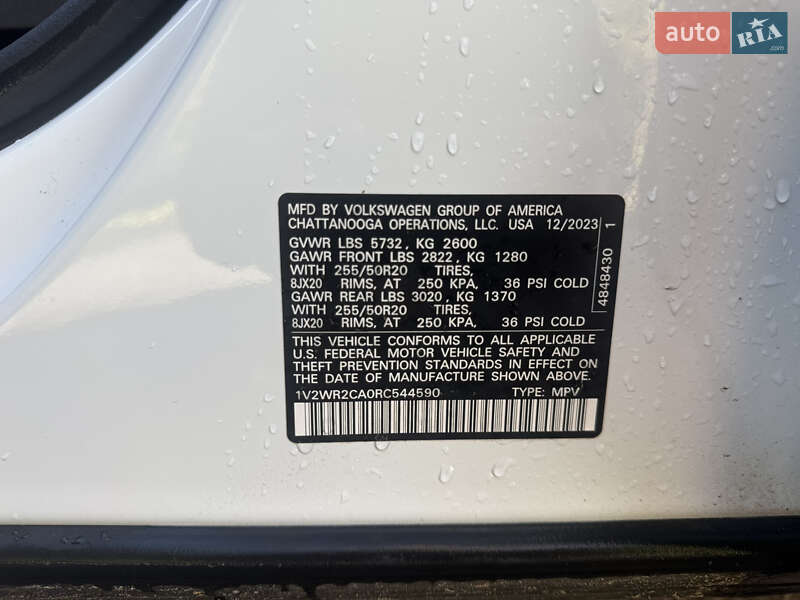 auto RIA.com
MFD BY VOLKSWAGEN GROUP OF AMERICA
CHATTANOOGA OPERATIONS, LLC. USA 12/2023
GVWR LBS 5732, KG 2600
GAWR FRONT LBS 2822, KG 1280
WITH 255/50R20 TIRES,
8JX20 RIMS, AT 250 KPA, 36 PSI COLD
GAWR REAR LBS 3020, KG 1370
WITH 255/50R20 TIRES,
8JX20 RIMS, AT 250 KPA, 36 PSI COLD
4848430 1
THIS VEHICLE CONFORMS TO ALL APPLICABLE
U.S. FEDERAL MOTOR VEHICLE SAFETY AND
THEFT PREVENTION STANDARDS IN EFFECT ON
THE DATE OF MANUFACTURE SHOWN ABOVE.
1V2WR2CA0RC544590 TYPE: MPV